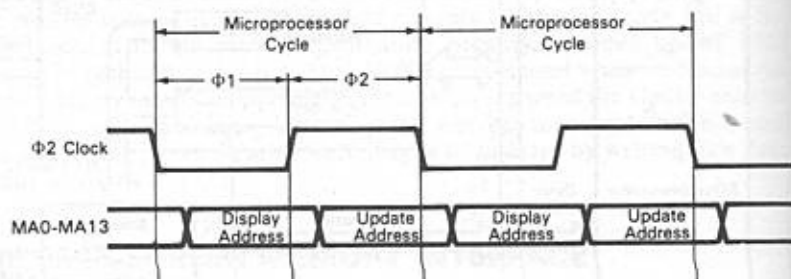 Microprocessor Cycle
Microprocessor Cycle
Φ1
Φ2
Φ2 Clock
MA0-MA13
Display Address
Update Address
Display Address
Update Address